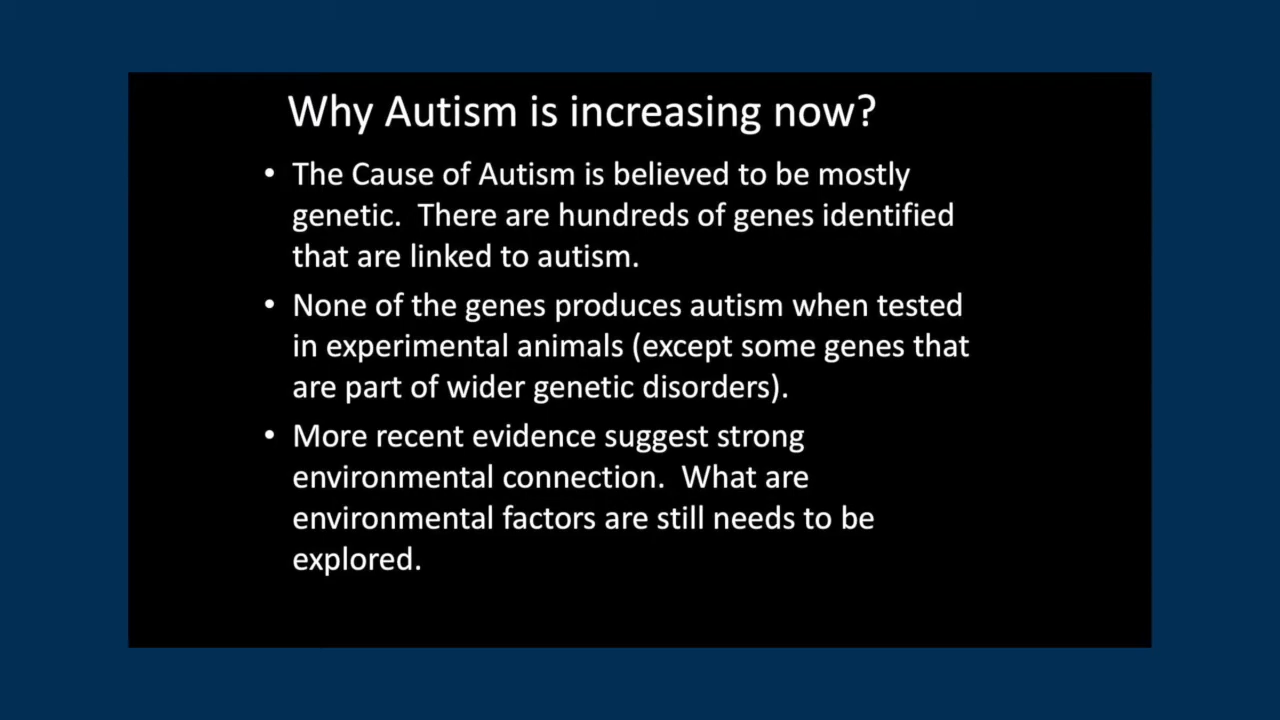 Why Autism is increasing now?
• The Cause of Autism is believed to be mostly
genetic.  There are hundreds of genes identified
that are linked to autism.
• None of the genes produces autism when tested
in experimental animals (except some genes that
are part of wider genetic disorders).
• More recent evidence suggest strong
environmental connection.  What are
environmental factors are still needs to be
explored.